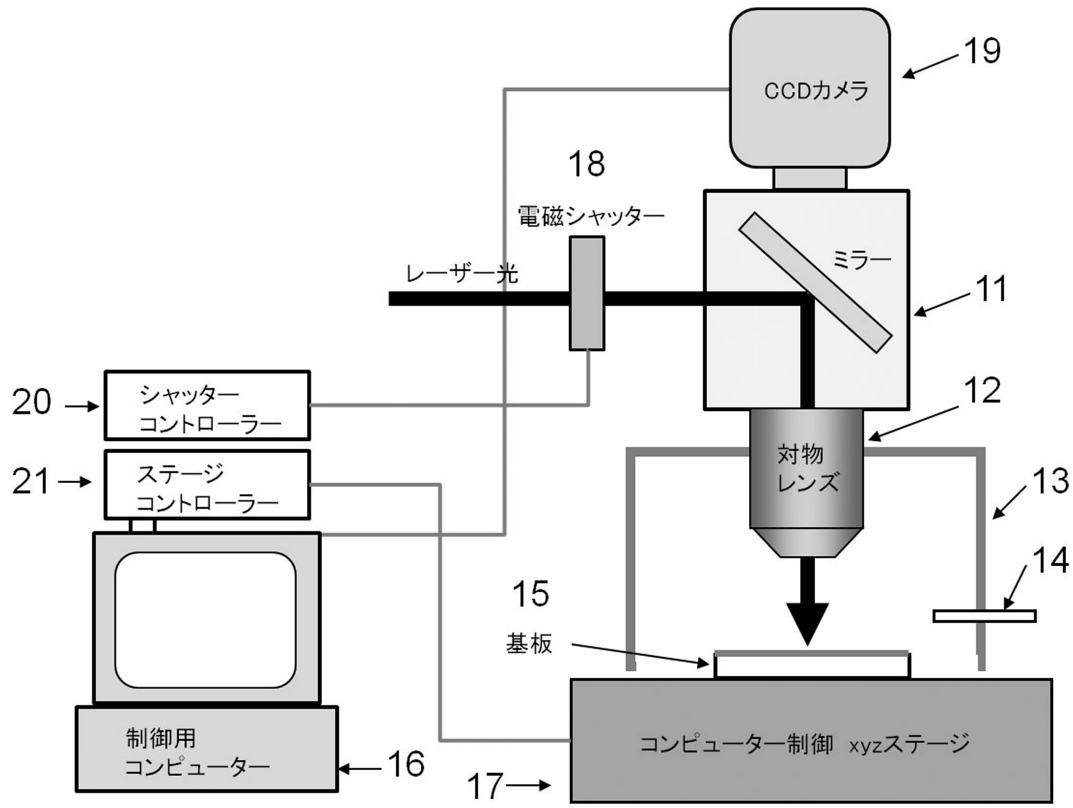 19
CCDカメラ
18
電磁シャッター
レーザー光
ミラー
11
20
シャッター
コントローラー
12
対物
レンズ
21
ステージ
コントローラー
13
14
15
基板
制御用
コンピューター
16
コンピューター制御 xyzステージ
17